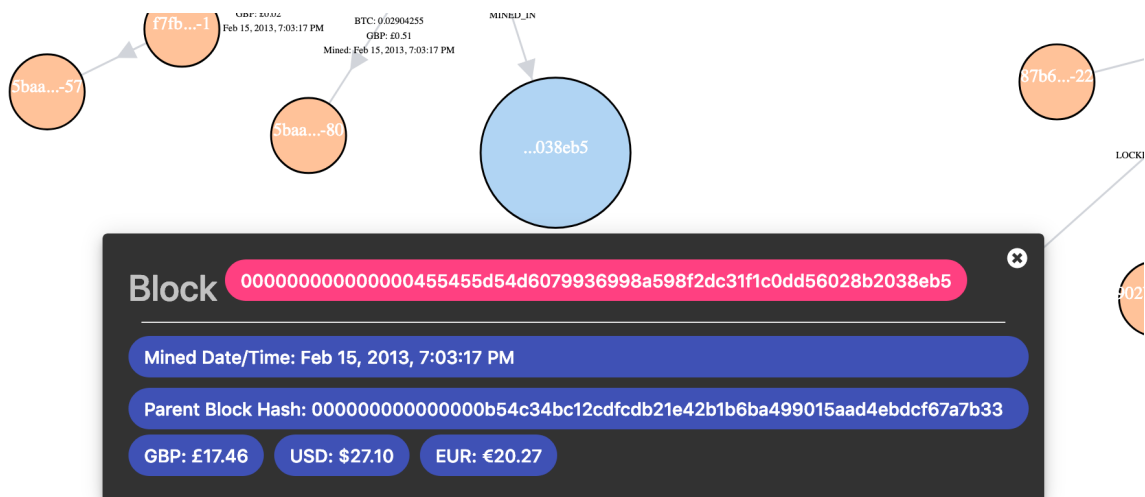 GBP: £0.02
Feb 15, 2013, 7:03:17 PM
f7fb...-1
BTC: 0.02904255
GBP: £0.51
Mined: Feb 15, 2013, 7:03:17 PM
MINED_IN
5baa...-57
5baa...-80
...038eb5
87b6...-22
Block
000000000000000455455d54d6079936998a598f2dc31f1c0dd56028b2038eb5
Mined Date/Time: Feb 15, 2013, 7:03:17 PM
Parent Block Hash: 000000000000000b54c34bc12cdfcdb21e42b1b6ba499015aad4ebdcf67a7b33
GBP: £17.46
USD: $27.10
EUR: €20.27